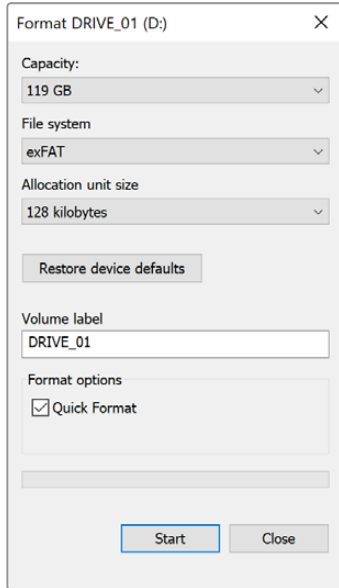 Format DRIVE_01 (D:)
Capacity:
119 GB
File system
exFAT
Allocation unit size
128 kilobytes
Restore device defaults
Volume label
DRIVE_01
Format options
Quick Format
Start Close